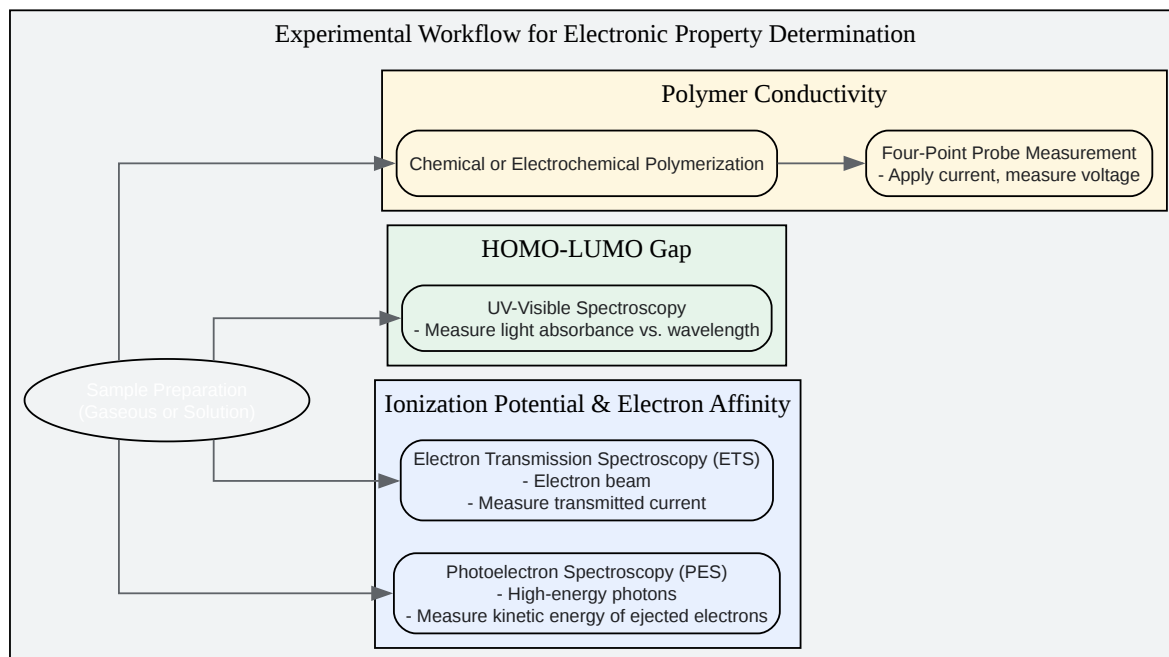 Experimental Workflow for Electronic Property Determination
Polymer Conductivity
Chemical or Electrochemical Polymerization
Four-Point Probe Measurement
- Apply current, measure voltage
HOMO-LUMO Gap
UV-Visible Spectroscopy
- Measure light absorbance vs. wavelength
Sample Preparation
(Gaseous or Solution)
Ionization Potential & Electron Affinity
Electron Transmission Spectroscopy (ETS)
- Electron beam
- Measure transmitted current
Photoelectron Spectroscopy (PES)
- High-energy photons
- Measure kinetic energy of ejected electrons